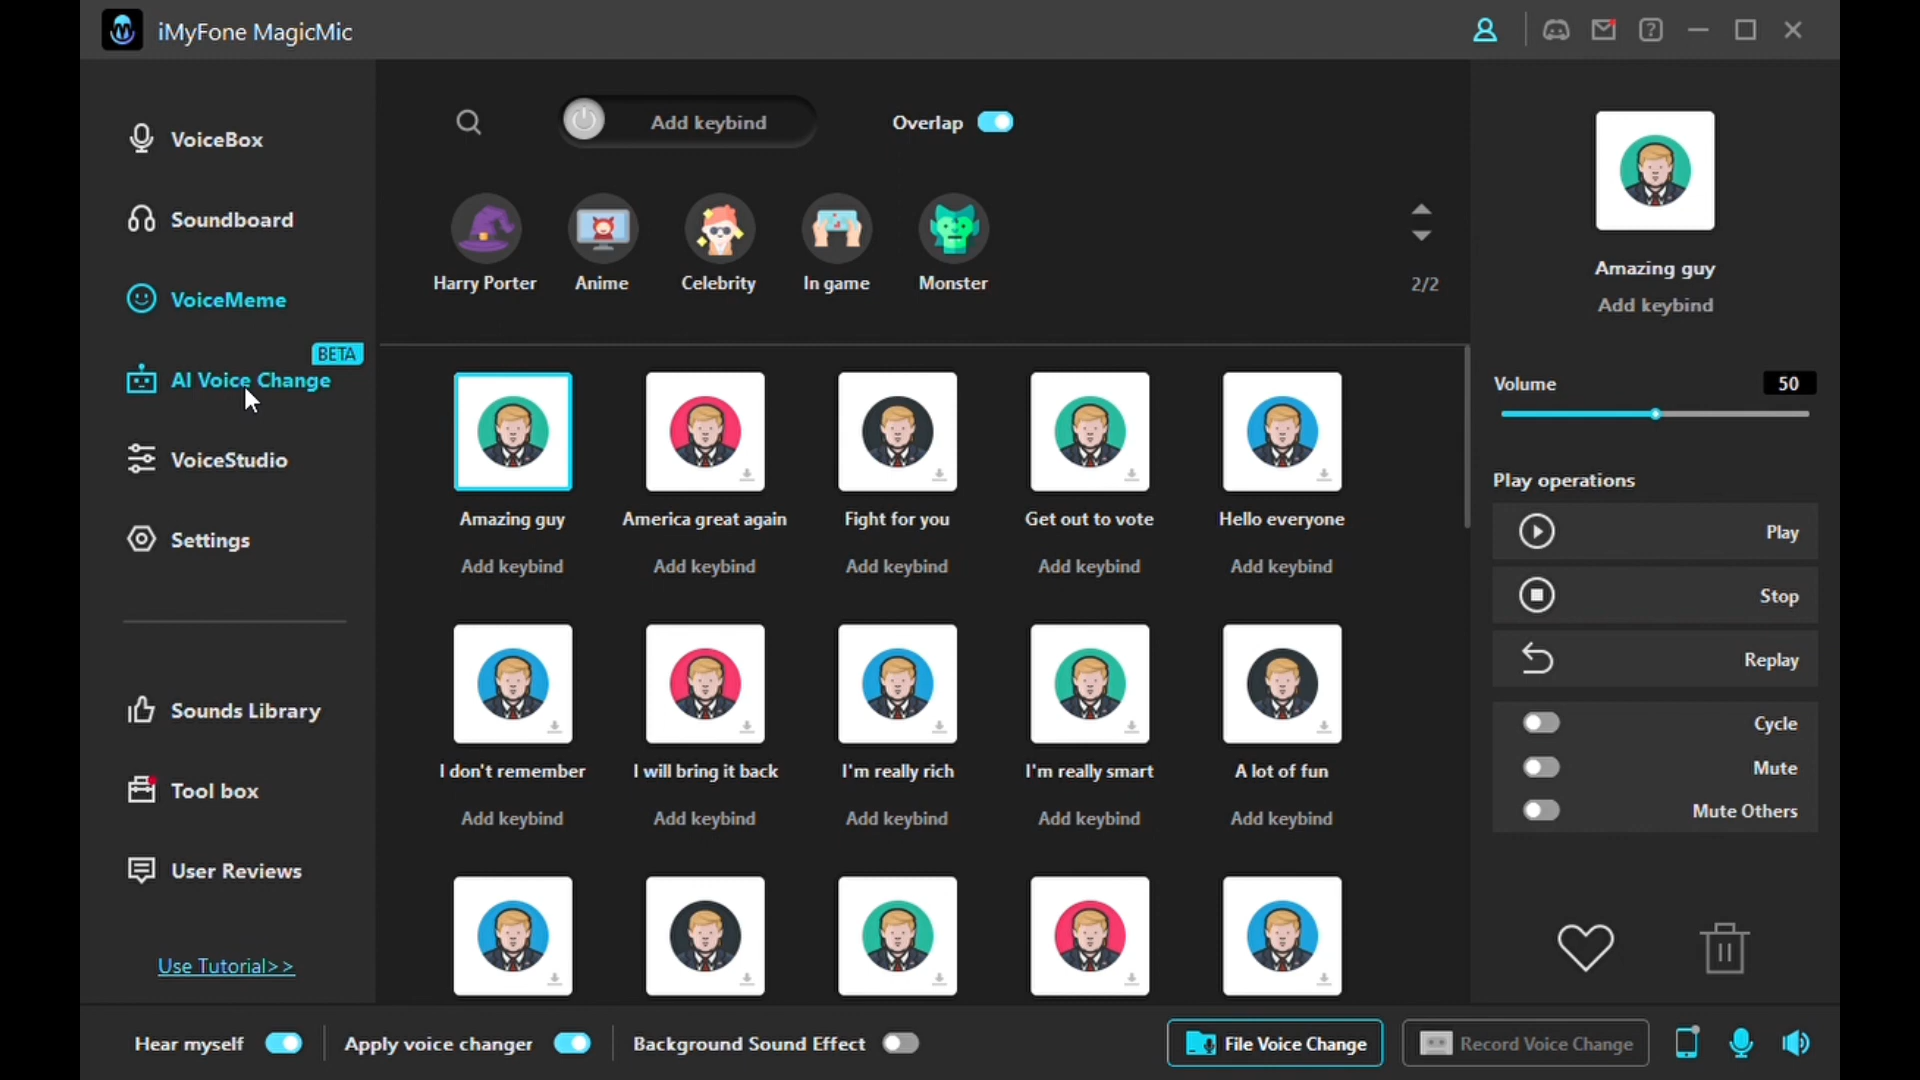 iMyFone MagicMic
VoiceBox
Soundboard
VoiceMeme
BETA
AI Voice Change
VoiceStudio
Settings
Sounds Library
Tool box
User Reviews
Use Tutorial>>
Add keybind
Overlap
Harry Porter
Anime
Celebrity
In game
Monster
2/2
Amazing guy
America great again
Fight for you
Get out to vote
Hello everyone
Add keybind
Add keybind
Add keybind
Add keybind
Add keybind
I don't remember
I will bring it back
I'm really rich
I'm really smart
A lot of fun
Add keybind
Add keybind
Add keybind
Add keybind
Add keybind
Amazing guy
Add keybind
Volume
50
Play operations
Play
Stop
Replay
Cycle
Mute
Mute Others
Hear myself
Apply voice changer
Background Sound Effect
File Voice Change
Record Voice Change